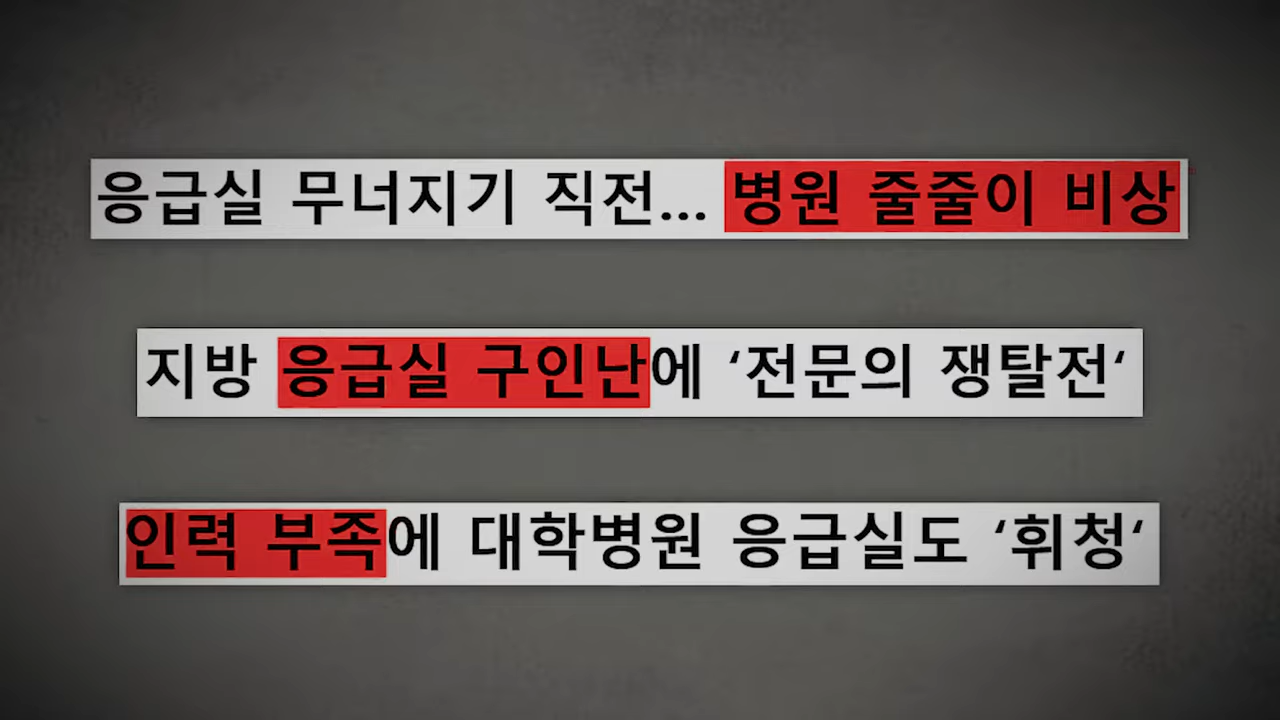 응급실 무너지기 직전... 병원 줄줄이 비상
지방 응급실 구인난에 ‘전문의 쟁탈전‘
인력 부족에 대학병원 응급실도 ‘휘청‘